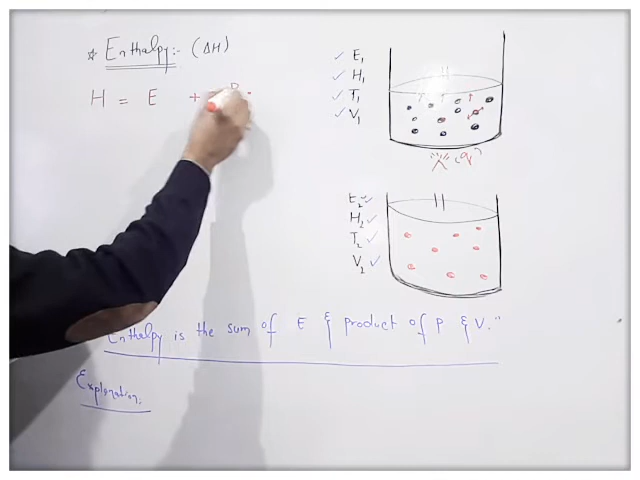 * Enthalpy:- (ΔH)
H = E + P
E₁
H₁
T₁
V₁
(q)
E₂
H₂
T₂
V₂
Enthalpy is the sum of E & product of P & V."
Explanation: